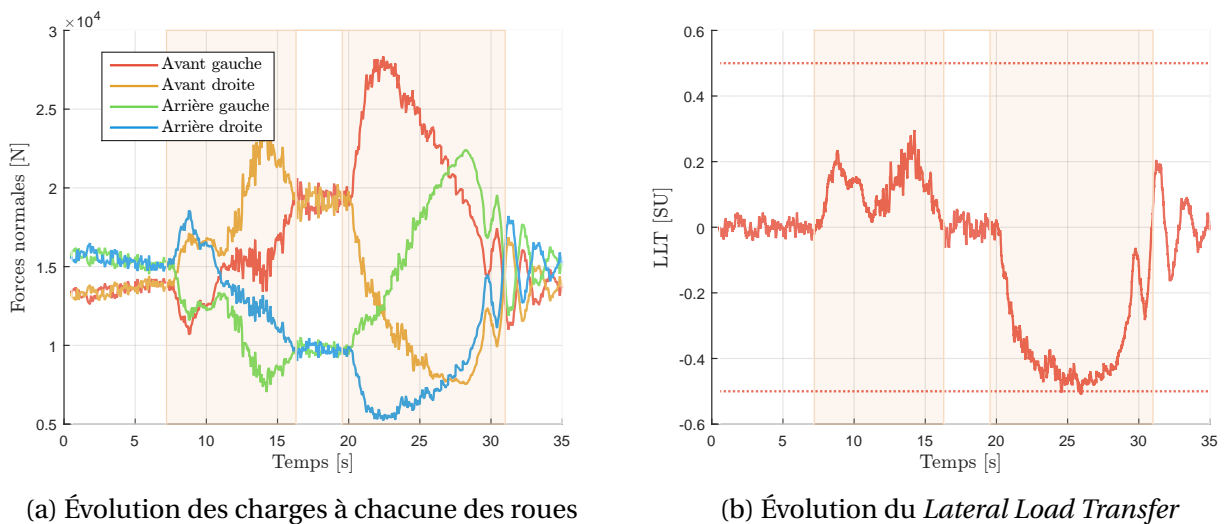 ×10⁴
3
2.5
2
1.5
1
0.5
0 5 10 15 20 25 30 35
Forces normales [N]
Temps [s]
Avant gauche
Avant droite
Arrière gauche
Arrière droite
(a) Évolution des charges à chacune des roues
0.6
0.4
0.2
0
-0.2
-0.4
-0.6
0 5 10 15 20 25 30 35
LLT [SU]
Temps [s]
(b) Évolution du Lateral Load Transfer